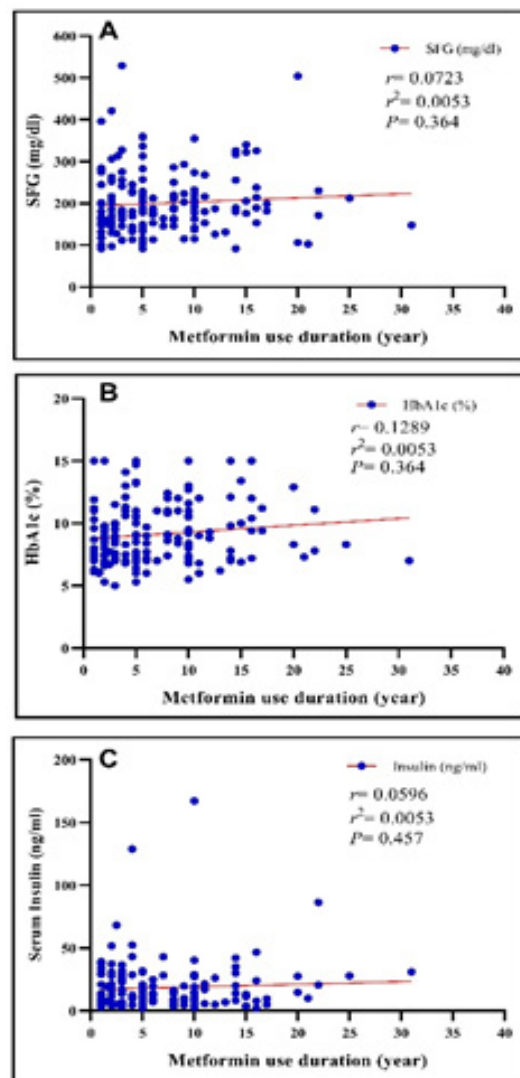 A
SFG (mg/dl)
r= 0.0723
r²= 0.0053
P= 0.364
SFG (mg/dl)
600
500
400
300
200
100
0
0 5 10 15 20 25 30 35 40
Metformin use duration (year)
B
HbA1c (%)
r= 0.1289
r²= 0.0053
P= 0.364
HbA1c (%)
20
15
10
5
0
0 5 10 15 20 25 30 35 40
Metformin use duration (year)
C
Insulin (ng/ml)
r= 0.0596
r²= 0.0053
P= 0.457
Serum Insulin (ng/ml)
200
150
100
50
0
0 5 10 15 20 25 30 35 40
Metformin use duration (year)